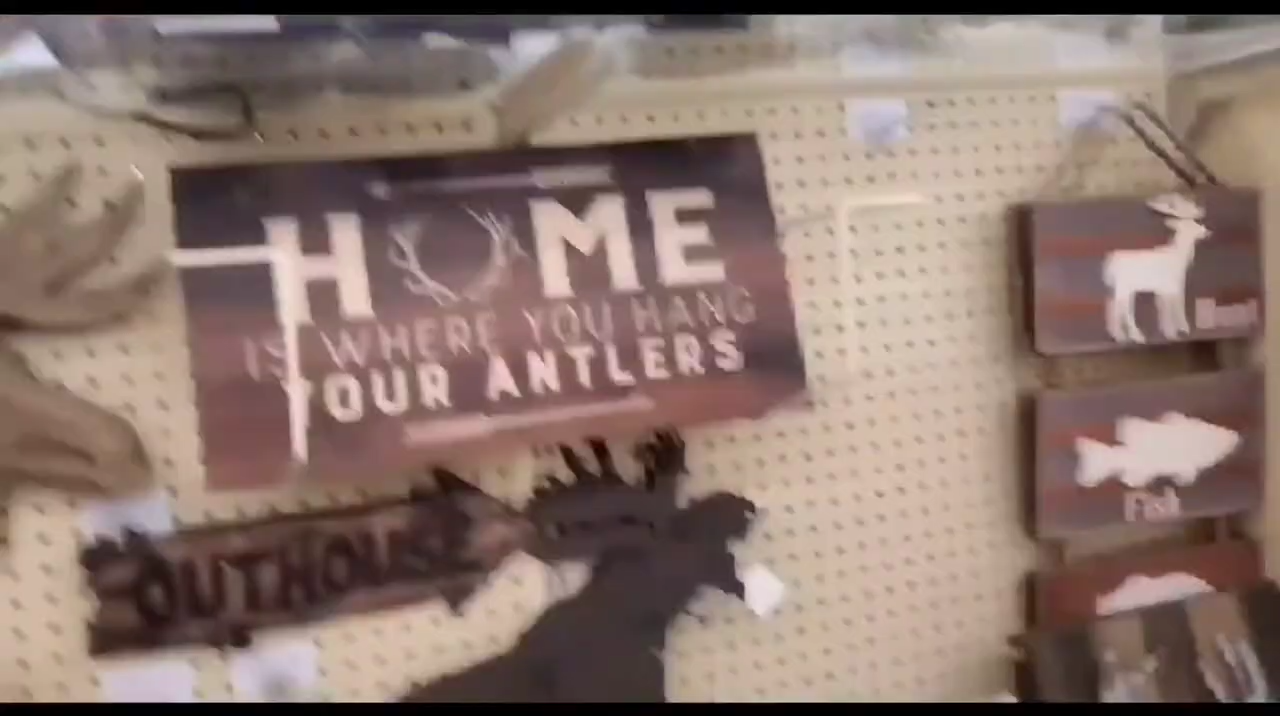 HOME
IS WHERE YOU HANG
YOUR ANTLERS
OUTHOUSE
Fish